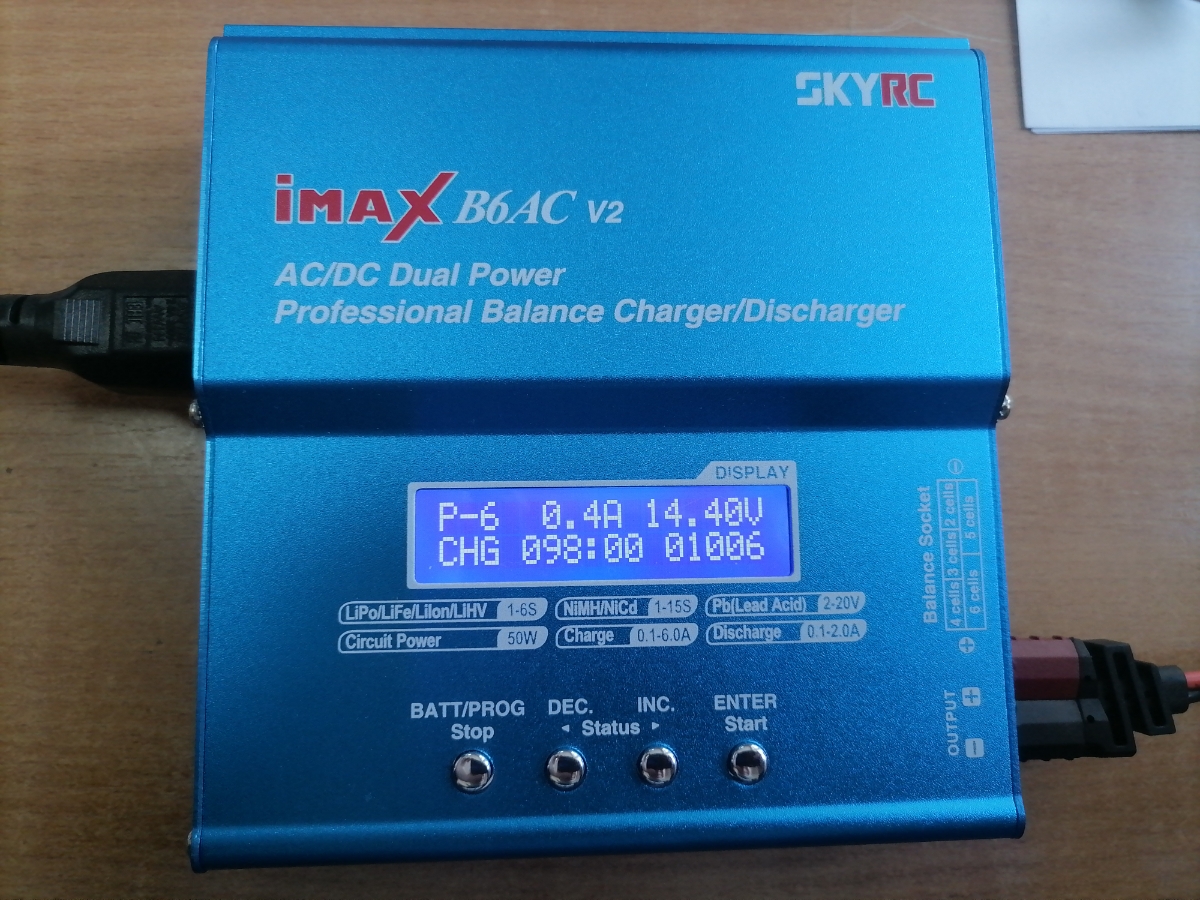 SKYRC
iMAX B6AC V2
AC/DC Dual Power
Professional Balance Charger/Discharger
DISPLAY
P-6 0.4A 14.40V
CHG 098:00 01006
LiPo/LiFe/LiIon/LiHV 1-6S NiMH/NiCd 1-15S Pb(Lead Acid) 2-20V
Circuit Power 50W Charge 0.1-6.0A Discharge 0.1-2.0A
BATT/PROG DEC. INC. ENTER
Stop ◂ Status ▸ Start
Balance Socket
4 cells 3 cells 2 cells
6 cells 5 cells
OUTPUT